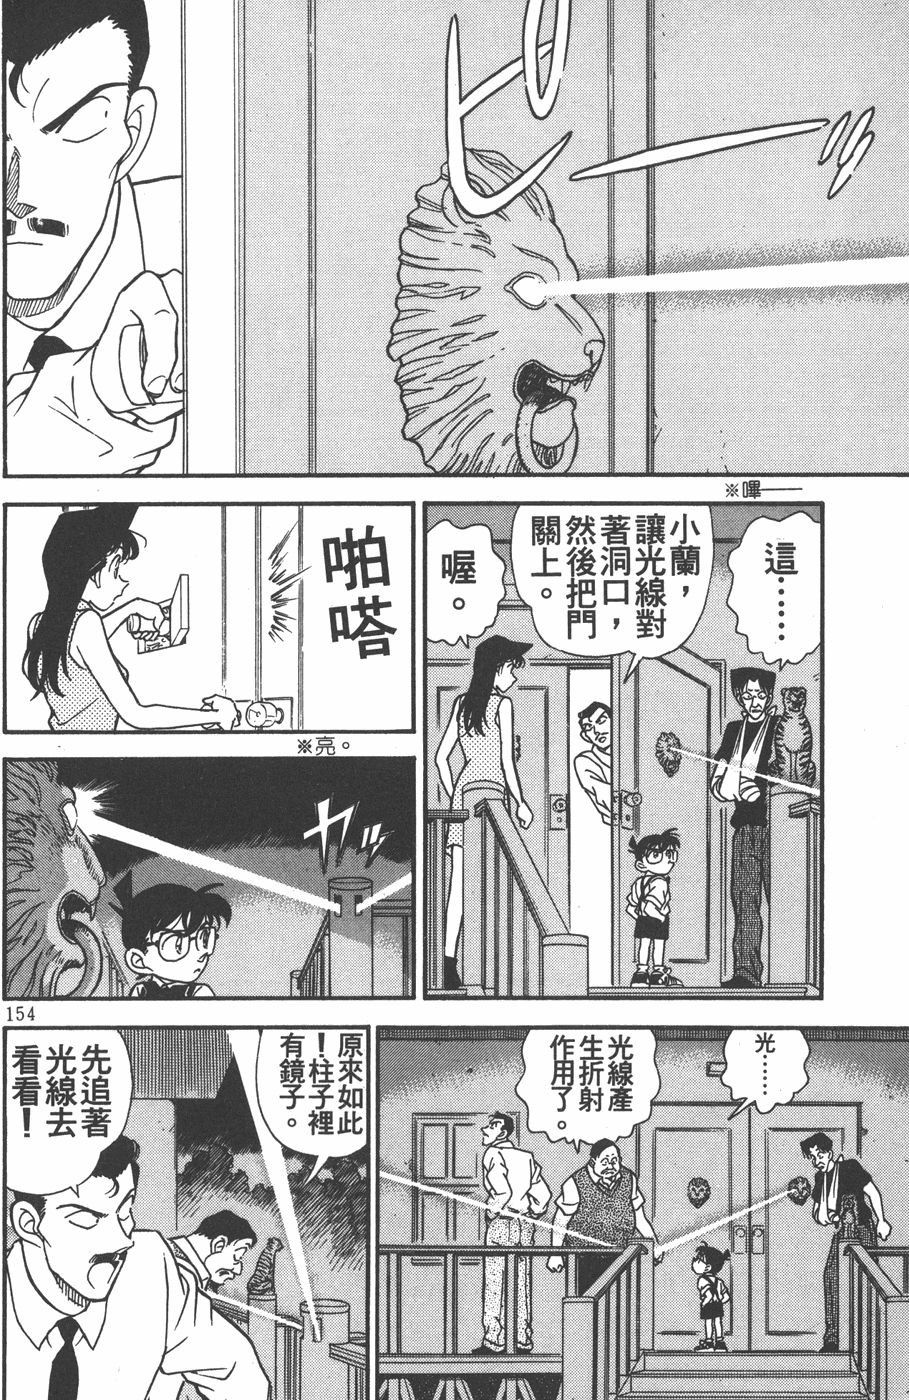 ピーッ
※嗶——
這……
小蘭，
讓光線對
著洞口，
然後把門
關上。
喔。
啪
嗒
※亮。
カッ
154
光……
光線產
生折射
作用了。
原來如此
！柱子裡
有鏡子。
先追著
光線去
看看！